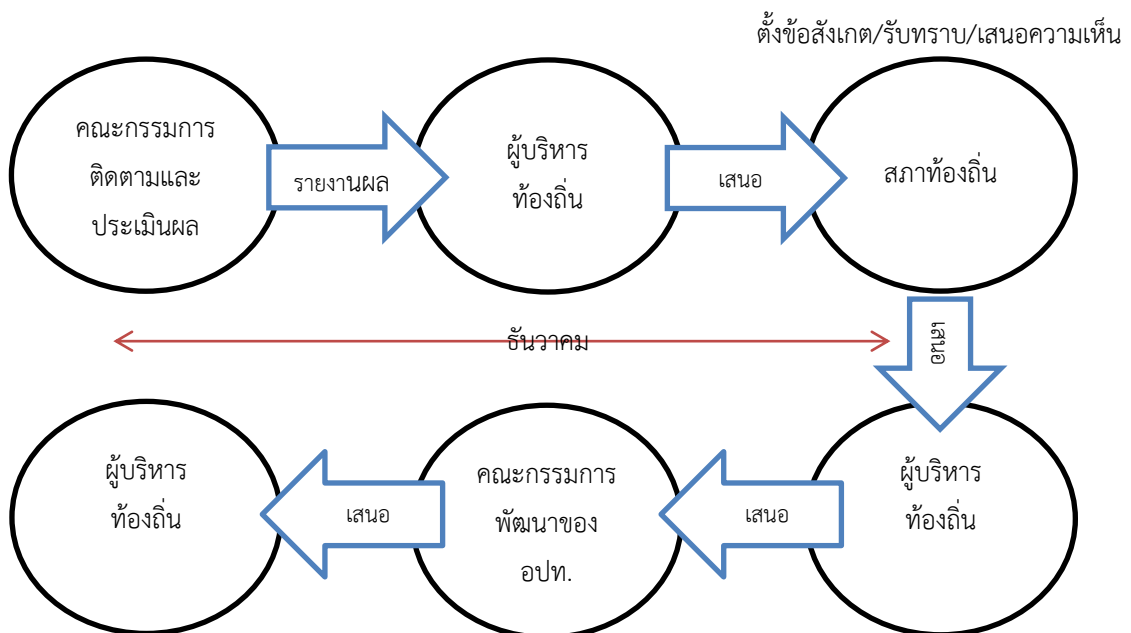 ตั้งข้อสังเกต/รับทราบ/เสนอความเห็น
คณะกรรมการ
ติดตามและ
ประเมินผล
รายงานผล
ผู้บริหาร
ท้องถิ่น
เสนอ
สภาท้องถิ่น
ธันวาคม
เสนอ
ผู้บริหาร
ท้องถิ่น
เสนอ
คณะกรรมการ
พัฒนาของ
อปท.
เสนอ
ผู้บริหาร
ท้องถิ่น